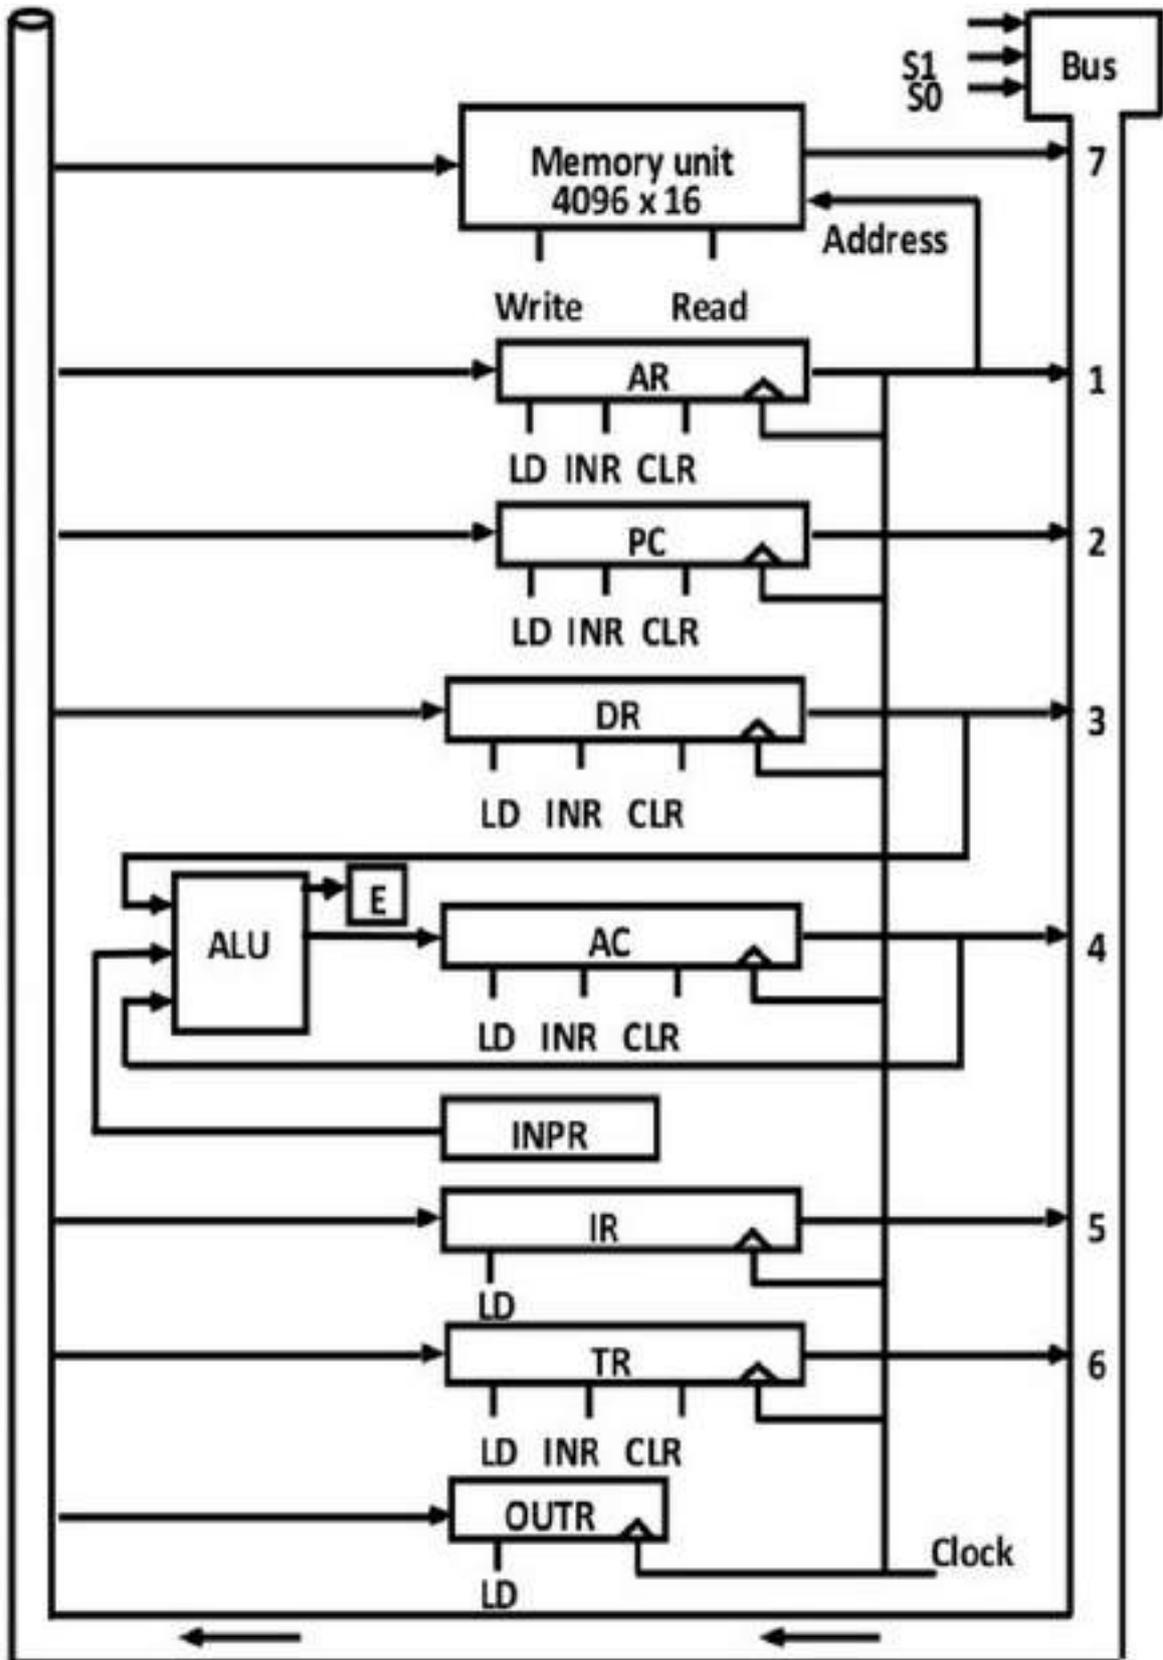 S1
S0
Bus
Memory unit
4096 x 16
7
Address
Write Read
AR
1
LD INR CLR
PC
2
LD INR CLR
DR
3
LD INR CLR
E
ALU
AC
4
LD INR CLR
INPR
IR
5
LD
TR
6
LD INR CLR
OUTR
Clock
LD